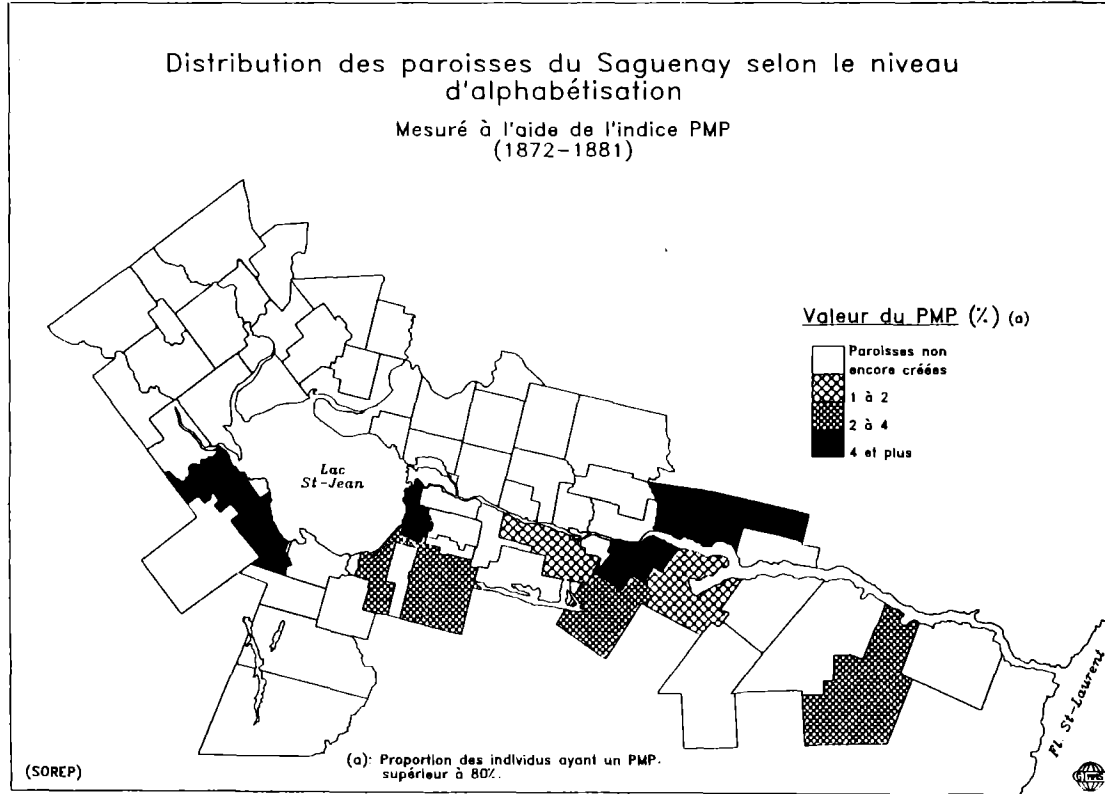 Distribution des paroisses du Saguenay selon le niveau
d'alphabétisation
Mesuré à l'aide de l'indice PMP
(1872-1881)
Valeur du PMP (%) (a)
Paroisses non
encore créées
1 à 2
2 à 4
4 et plus
Lac
St-Jean
Fl. St-Laurent
(a): Proportion des individus ayant un PMP.
supérieur à 80%.
(SOREP)